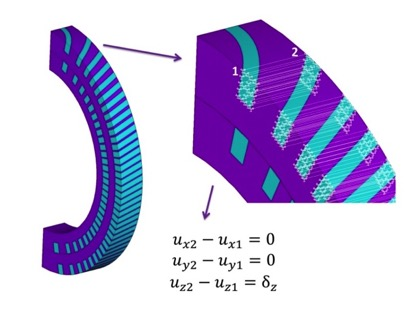 1 2
u_{x2} − u_{x1} = 0
u_{y2} − u_{y1} = 0
u_{z2} − u_{z1} = δ_z